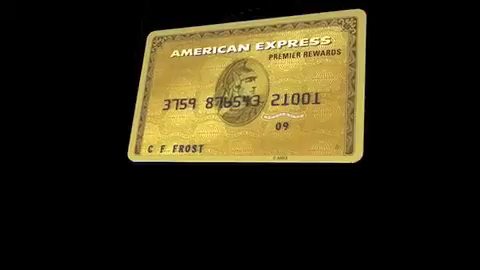 AMERICAN EXPRESS
PREMIER REWARDS
3759 876543 21001
09
C F FROST